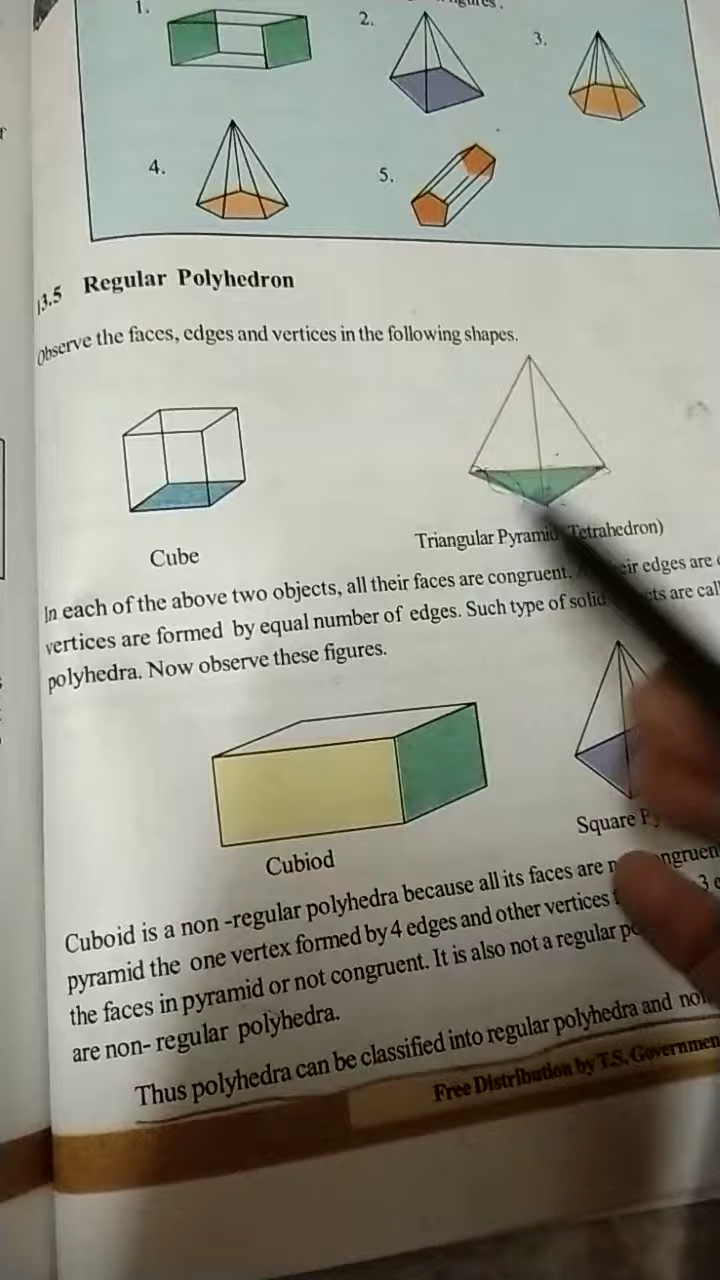 1.
2.
3.
4.
5.
13.5 Regular Polyhedron
Observe the faces, edges and vertices in the following shapes.
Cube
Triangular Pyramid Tetrahedron)
In each of the above two objects, all their faces are congruent. edges are
vertices are formed by equal number of edges. Such type of solid are
polyhedra. Now observe these figures.
Cubiod
Square
Cuboid is a non -regular polyhedra because all its faces are
pyramid the one vertex formed by 4 edges and other vertices 3
the faces in pyramid or not congruent. It is also not a regular
are non- regular polyhedra.
Thus polyhedra can be classified into regular polyhedra and
Free Distribution by T.S. Governmen